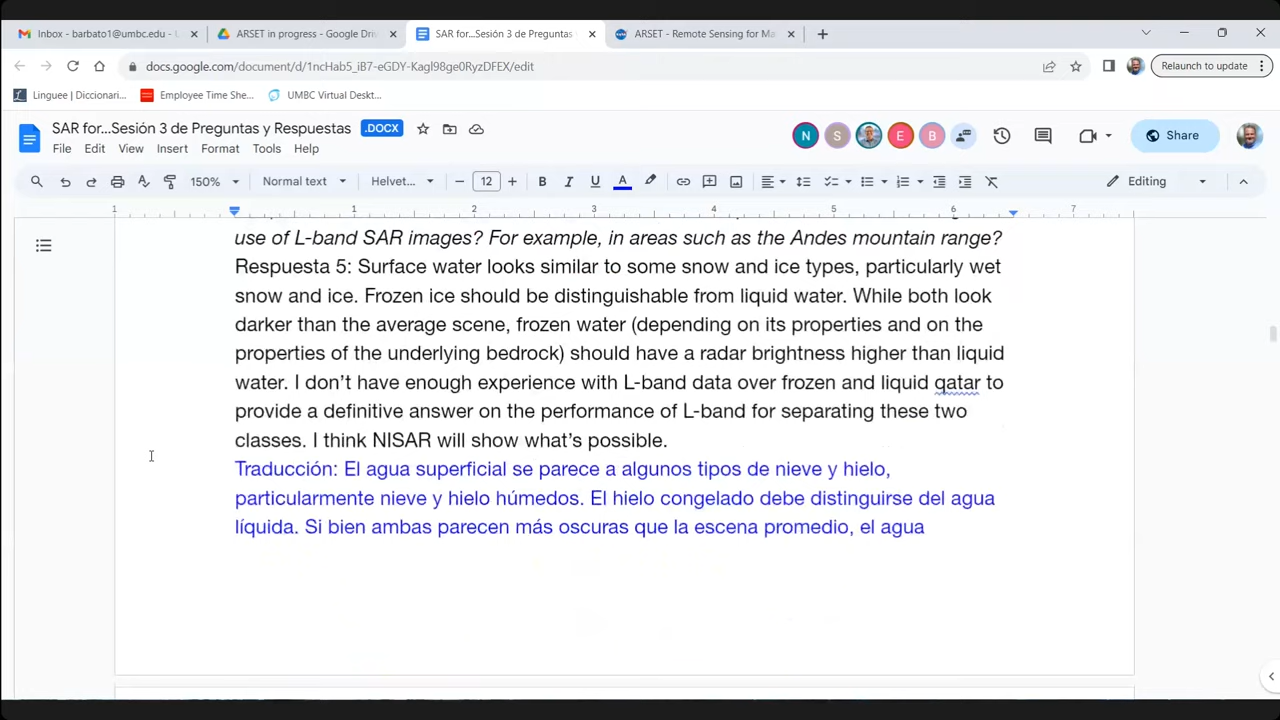 Inbox - barbato1@umbc.edu -
ARSET in progress - Google Dri
SAR for...Sesión 3 de Preguntas
ARSET - Remote Sensing for Ma
docs.google.com/document/d/1ncHab5_iB7-eGDY-Kagl98ge0RyzDFEX/edit
Relaunch to update
Linguee | Diccionari...
Employee Time She...
UMBC Virtual Deskt...
SAR for...Sesión 3 de Preguntas y Respuestas .DOCX
N S E B
Share
File Edit View Insert Format Tools Help
150% Normal text Helvet... 12 B I U A Editing
1 1 2 3 4 5 6 7
use of L-band SAR images? For example, in areas such as the Andes mountain range?
Respuesta 5: Surface water looks similar to some snow and ice types, particularly wet
snow and ice. Frozen ice should be distinguishable from liquid water. While both look
darker than the average scene, frozen water (depending on its properties and on the
properties of the underlying bedrock) should have a radar brightness higher than liquid
water. I don't have enough experience with L-band data over frozen and liquid qatar to
provide a definitive answer on the performance of L-band for separating these two
classes. I think NISAR will show what's possible.
Traducción: El agua superficial se parece a algunos tipos de nieve y hielo,
particularmente nieve y hielo húmedos. El hielo congelado debe distinguirse del agua
líquida. Si bien ambas parecen más oscuras que la escena promedio, el agua